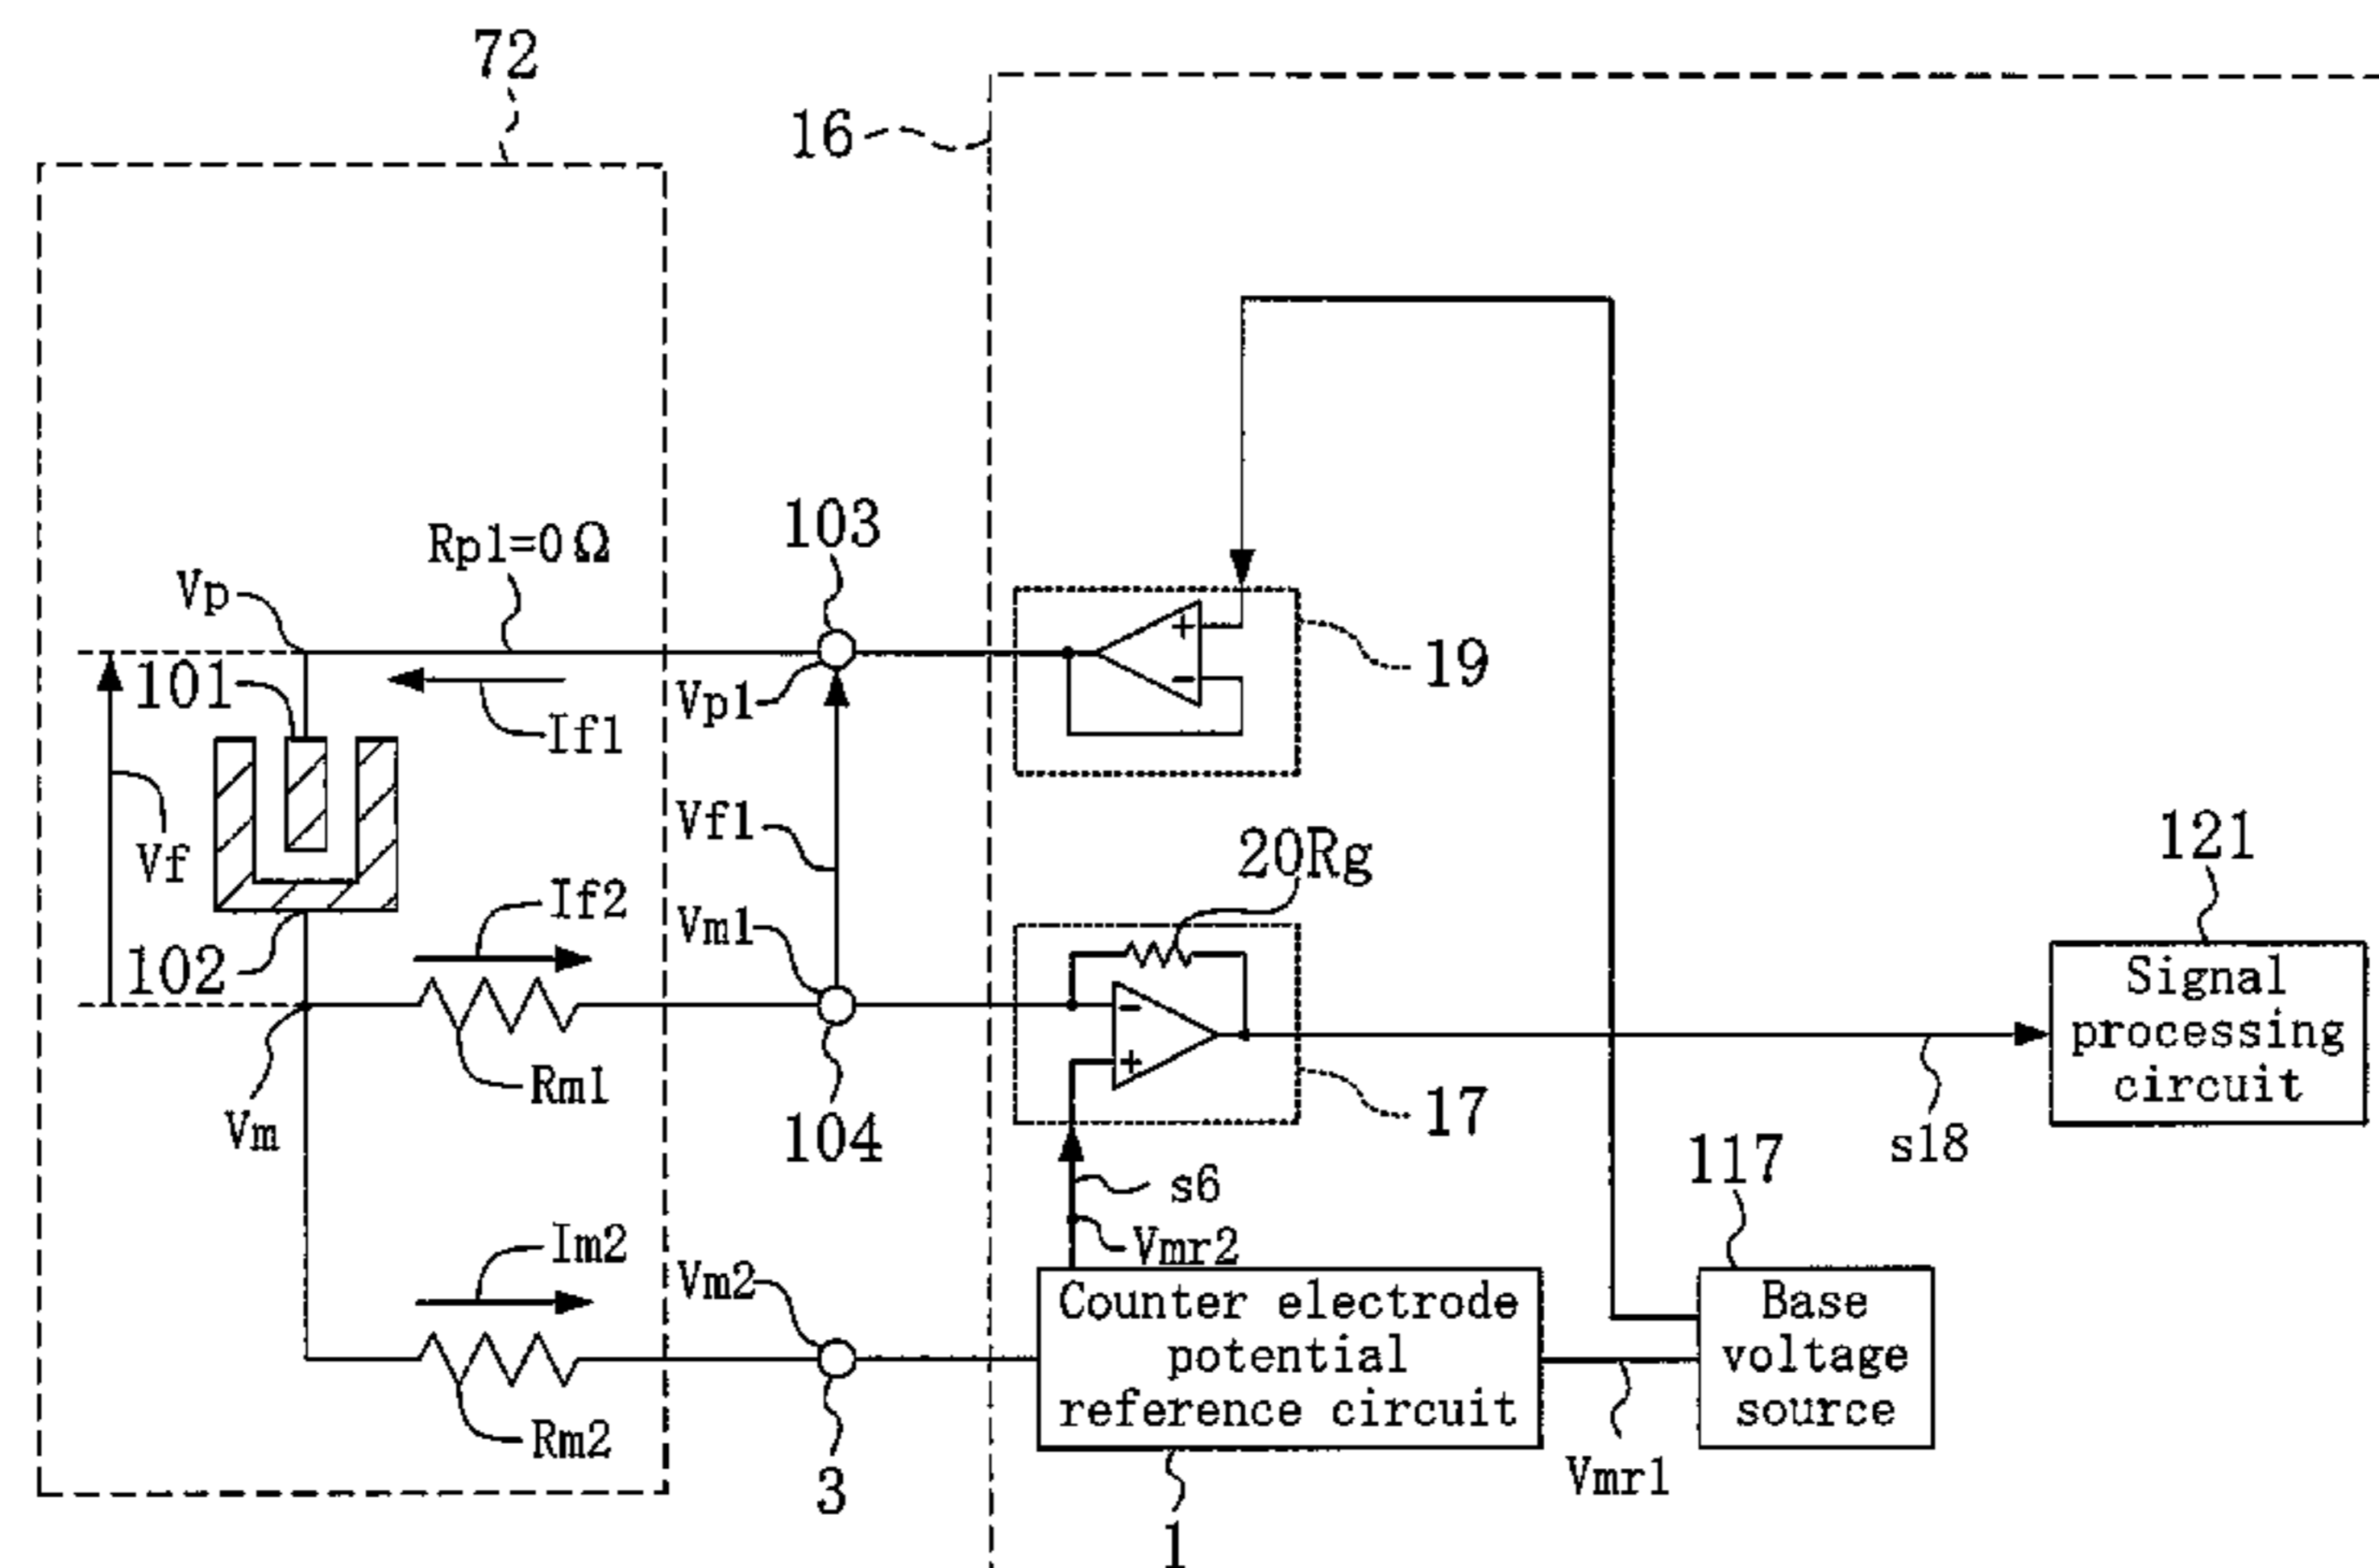 72
16
103
Rp1=0Ω
Vp
101
Vp1
19
If1
Vf1
20Rg
121
Vf
If2
Vm1
102
Signal
processing
circuit
Rm1
17
Vm
104
s18
117
s6
Im2
Vm2
Vmr2
Counter electrode
potential
reference circuit
Base
voltage
source
Rm2
Vmr1
3
1
+
-
-
+